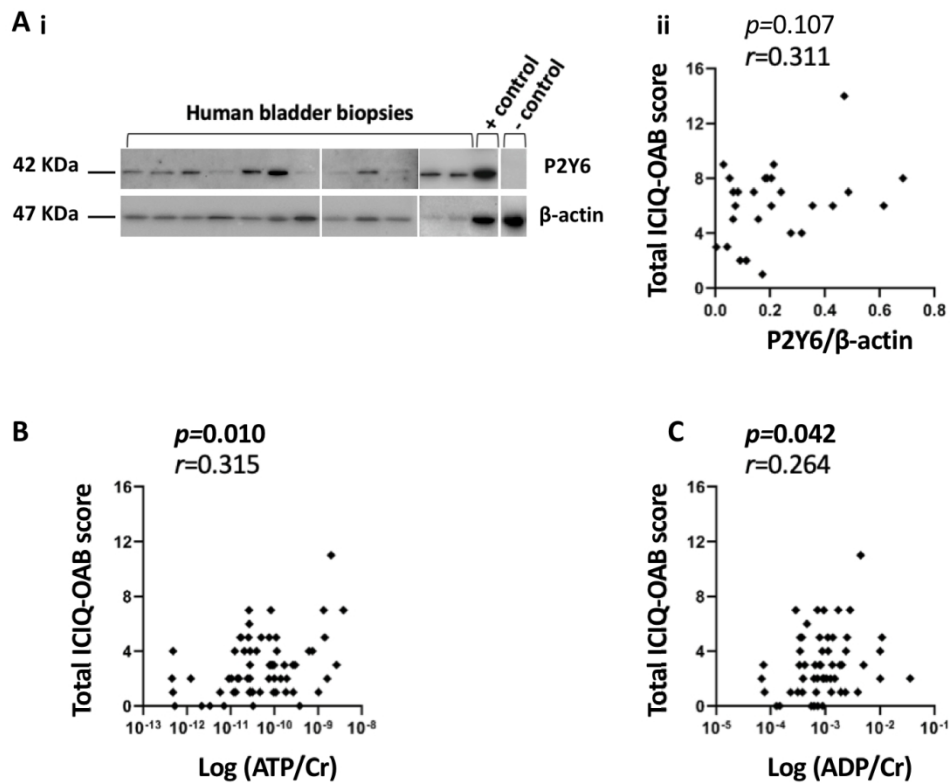 A i
Human bladder biopsies
+ control
- control
42 KDa
P2Y6
47 KDa
β-actin
ii
p=0.107
r=0.311
Total ICIQ-OAB score
16
12
8
4
0
0.0 0.2 0.4 0.6 0.8
P2Y6/β-actin
B
p=0.010
r=0.315
Total ICIQ-OAB score
16
12
8
4
0
10-13 10-12 10-11 10-10 10-9 10-8
Log (ATP/Cr)
C
p=0.042
r=0.264
Total ICIQ-OAB score
16
12
8
4
0
10-5 10-4 10-3 10-2 10-1
Log (ADP/Cr)